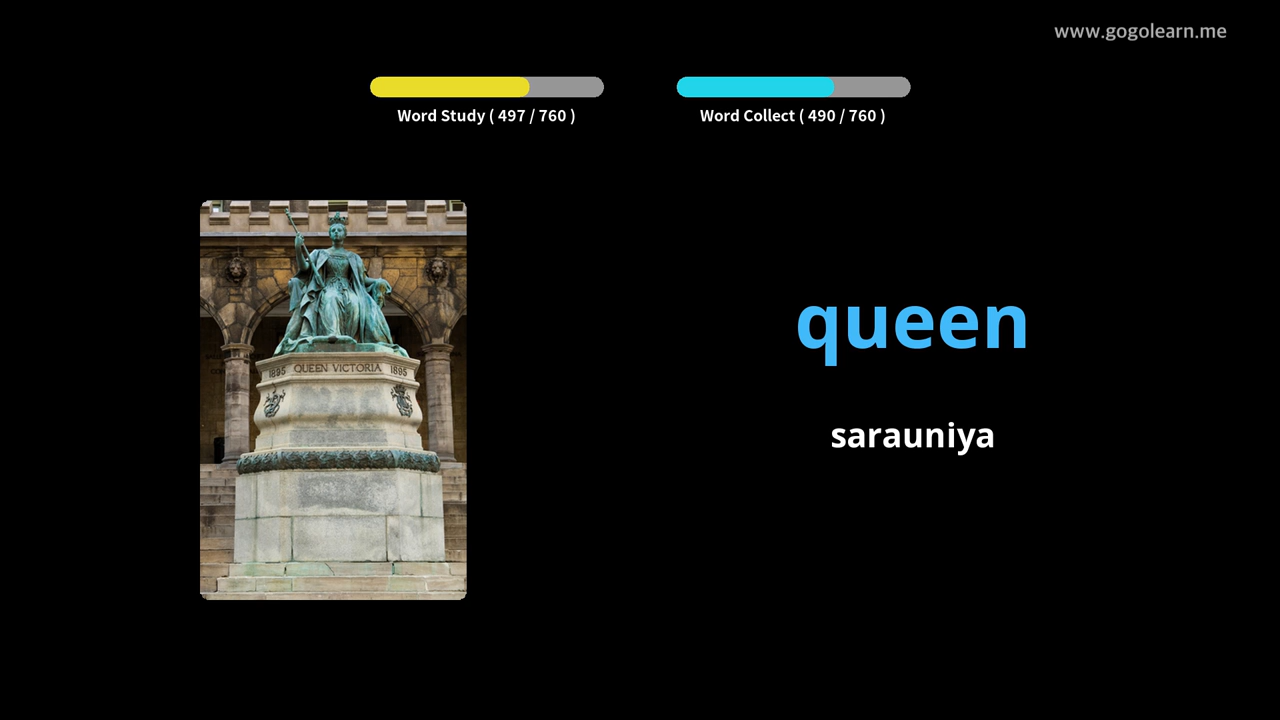 www.gogolearn.me
Word Study ( 497 / 760 )
Word Collect ( 490 / 760 )
1895 QUEEN VICTORIA 1895
queen
sarauniya